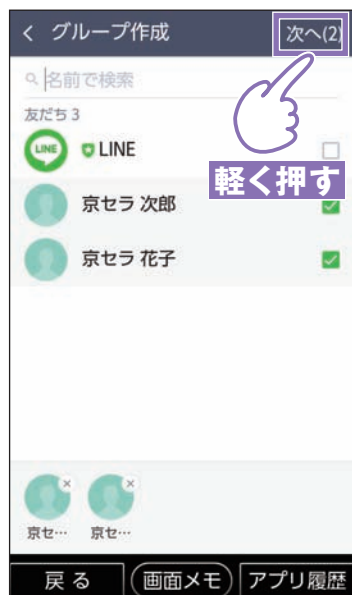 < グループ作成 次へ(2)
名前で検索
友だち 3
LINE LINE
軽く押す
京セラ 次郎
京セラ 花子
京セ… 京セ…
戻る 画面メモ アプリ履歴